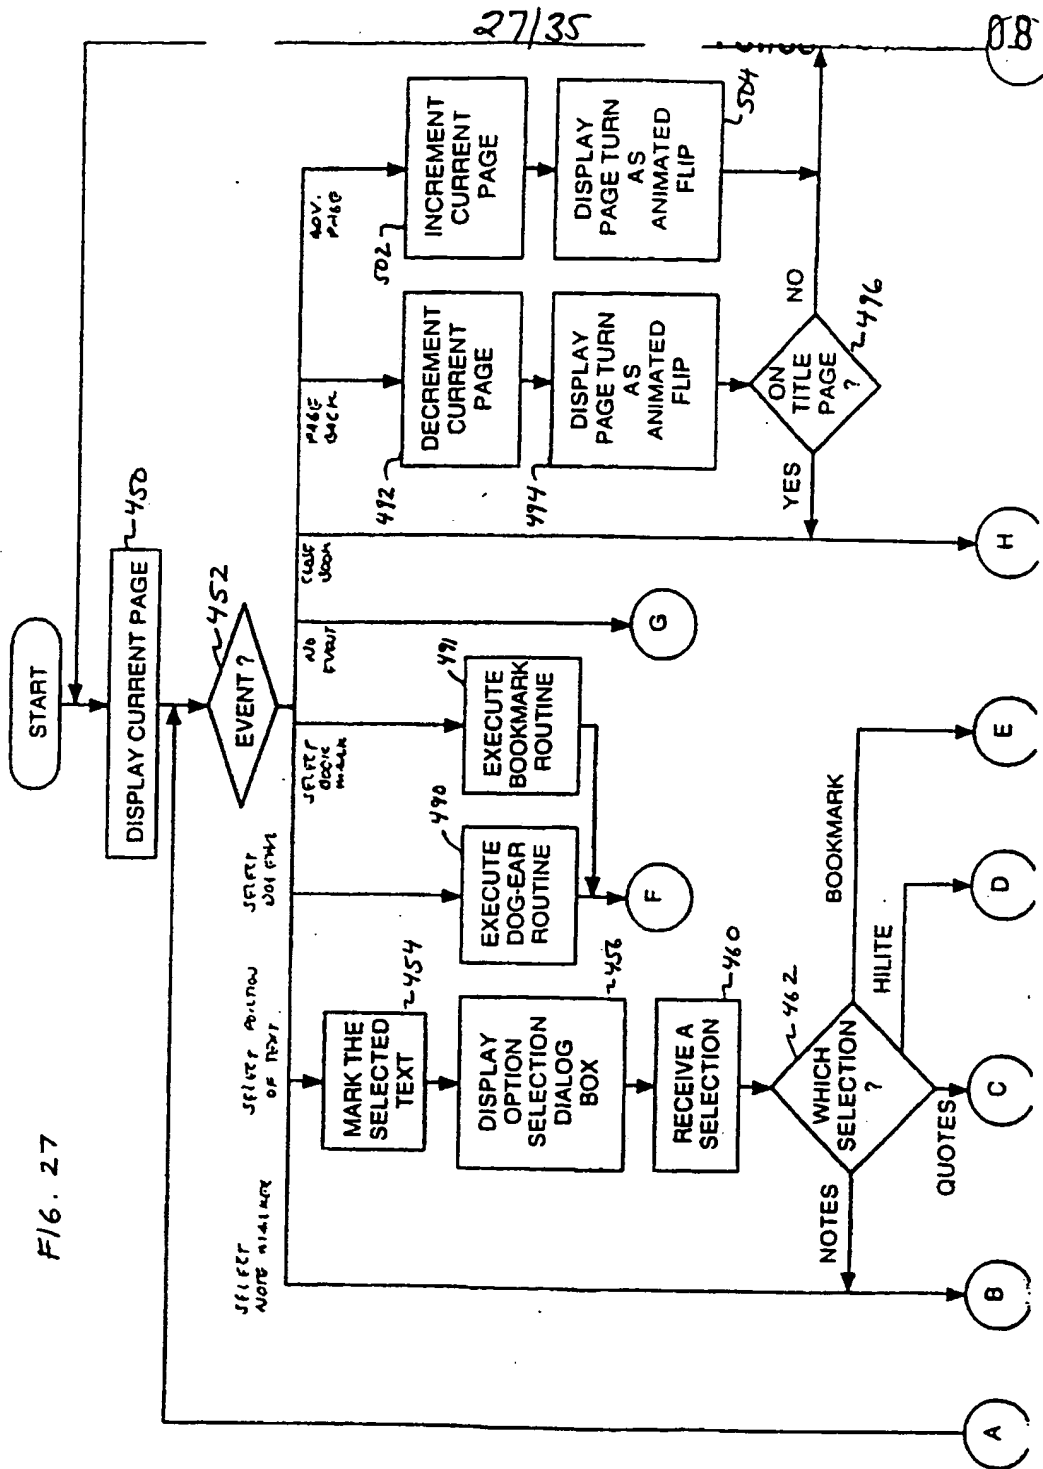 27/35
08
FIG. 27
START
DISPLAY CURRENT PAGE
450
EVENT ?
452
SELECT
NOTE MARKER
SELECT PORTION
OF TEXT
SELECT
DOG EAR
SELECT
BOOK
MARK
NO
EVENT
CLOSE
BOOK
PAGE
BACK
ADV.
PAGE
MARK THE
SELECTED
TEXT
454
DISPLAY
OPTION
SELECTION
DIALOG
BOX
456
RECEIVE A
SELECTION
460
WHICH
SELECTION
?
462
NOTES
QUOTES
HILITE
BOOKMARK
EXECUTE
DOG-EAR
ROUTINE
490
EXECUTE
BOOKMARK
ROUTINE
491
DECREMENT
CURRENT
PAGE
492
DISPLAY
PAGE TURN
AS
ANIMATED
FLIP
494
ON
TITLE
PAGE
?
496
YES
NO
INCREMENT
CURRENT
PAGE
502
DISPLAY
PAGE TURN
AS
ANIMATED
FLIP
504
F
G
A
B
C
D
E
H